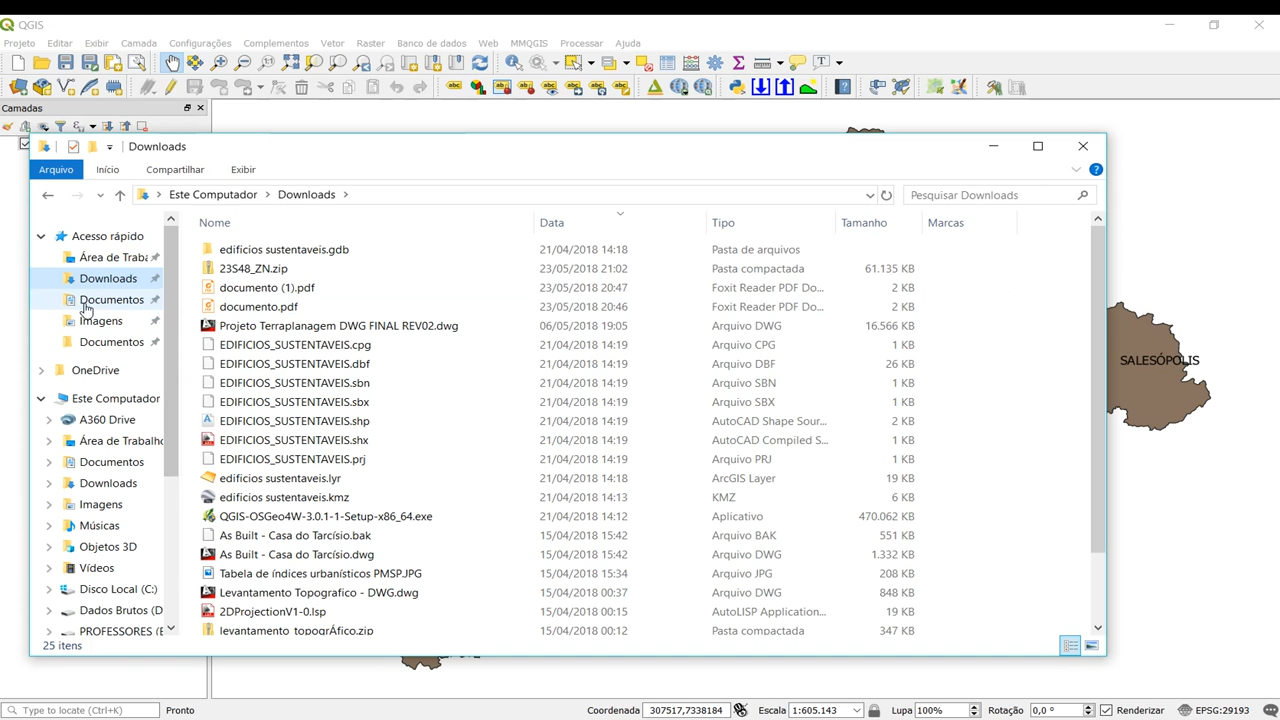 QGIS
Projeto Editar Exibir Camada Configurações Complementos Vetor Raster Banco de dados Web MMQGIS Processar Ajuda
Camadas
Downloads
Arquivo Início Compartilhar Exibir
Este Computador > Downloads >
Pesquisar Downloads
Nome Data Tipo Tamanho Marcas
Acesso rápido
Área de Traba
Downloads
Documentos
Imagens
Documentos
OneDrive
Este Computador
A360 Drive
Área de Trabalho
Documentos
Downloads
Imagens
Músicas
Objetos 3D
Vídeos
Disco Local (C:)
Dados Brutos (D
PROFESSORES (E
edificios sustentaveis.gdb 21/04/2018 14:18 Pasta de arquivos
23S48_ZN.zip 23/05/2018 21:02 Pasta compactada 61.135 KB
documento (1).pdf 23/05/2018 20:47 Foxit Reader PDF Do... 2 KB
documento.pdf 23/05/2018 20:46 Foxit Reader PDF Do... 2 KB
Projeto Terraplanagem DWG FINAL REV02.dwg 06/05/2018 19:05 Arquivo DWG 16.566 KB
EDIFICIOS_SUSTENTAVEIS.cpg 21/04/2018 14:19 Arquivo CPG 1 KB
EDIFICIOS_SUSTENTAVEIS.dbf 21/04/2018 14:19 Arquivo DBF 26 KB
EDIFICIOS_SUSTENTAVEIS.sbn 21/04/2018 14:19 Arquivo SBN 1 KB
EDIFICIOS_SUSTENTAVEIS.sbx 21/04/2018 14:19 Arquivo SBX 1 KB
EDIFICIOS_SUSTENTAVEIS.shp 21/04/2018 14:19 AutoCAD Shape Sour... 2 KB
EDIFICIOS_SUSTENTAVEIS.shx 21/04/2018 14:19 AutoCAD Compiled S... 1 KB
EDIFICIOS_SUSTENTAVEIS.prj 21/04/2018 14:19 Arquivo PRJ 1 KB
edificios sustentaveis.lyr 21/04/2018 14:18 ArcGIS Layer 19 KB
edificios sustentaveis.kmz 21/04/2018 14:13 KMZ 6 KB
QGIS-OSGeo4W-3.0.1-1-Setup-x86_64.exe 21/04/2018 14:12 Aplicativo 470.062 KB
As Built - Casa do Tarcísio.bak 15/04/2018 15:42 Arquivo BAK 551 KB
As Built - Casa do Tarcísio.dwg 15/04/2018 15:42 Arquivo DWG 1.332 KB
Tabela de índices urbanísticos PMSP.JPG 15/04/2018 15:34 Arquivo JPG 208 KB
Levantamento Topografico - DWG.dwg 15/04/2018 00:37 Arquivo DWG 848 KB
2DProjectionV1-0.lsp 15/04/2018 00:15 AutoLISP Application... 19 KB
levantamento topogrÁfico.zip 15/04/2018 00:12 Pasta compactada 347 KB
25 itens
SALESÓPOLIS
Type to locate (Ctrl+K) Pronto Coordenada 307517,7338184 Escala 1:605.143 Lupa 100% Rotação 0,0 ° Renderizar EPSG:29193